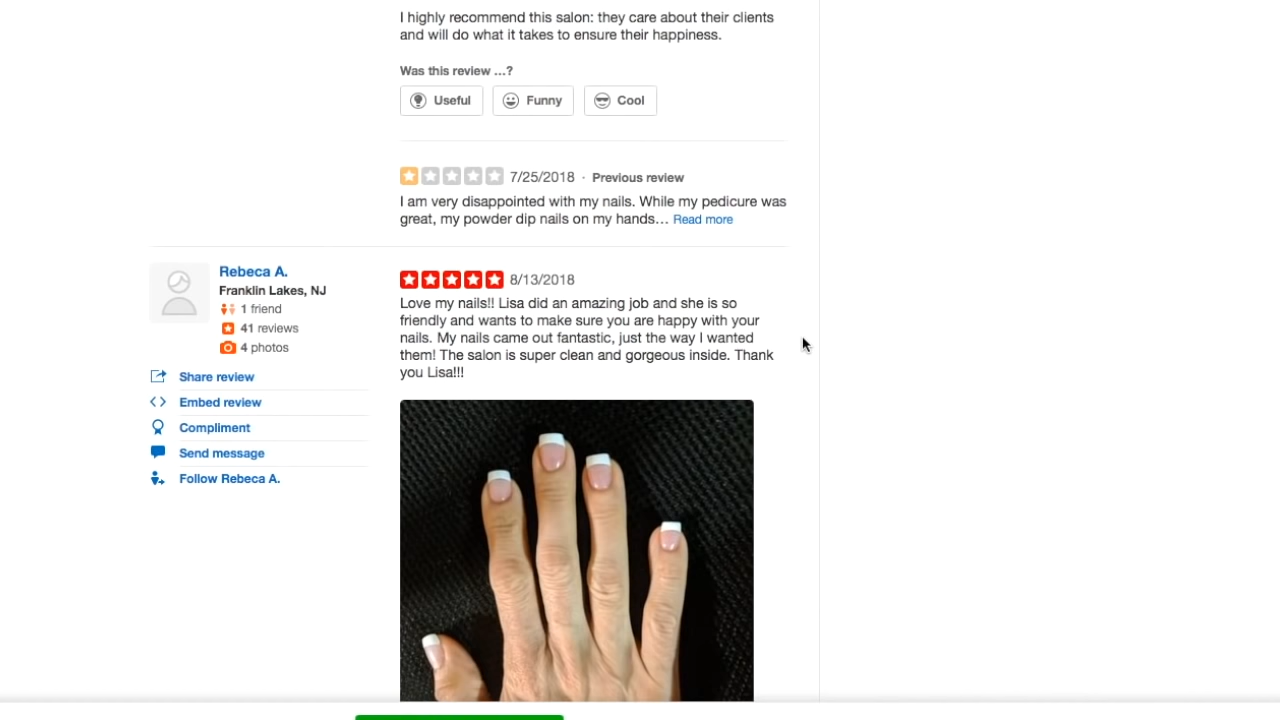 I highly recommend this salon: they care about their clients
and will do what it takes to ensure their happiness.
Was this review ...?
Useful
Funny
Cool
7/25/2018 · Previous review
I am very disappointed with my nails. While my pedicure was
great, my powder dip nails on my hands… Read more
Rebeca A.
Franklin Lakes, NJ
1 friend
41 reviews
4 photos
Share review
Embed review
Compliment
Send message
Follow Rebeca A.
8/13/2018
Love my nails!! Lisa did an amazing job and she is so
friendly and wants to make sure you are happy with your
nails. My nails came out fantastic, just the way I wanted
them! The salon is super clean and gorgeous inside. Thank
you Lisa!!!